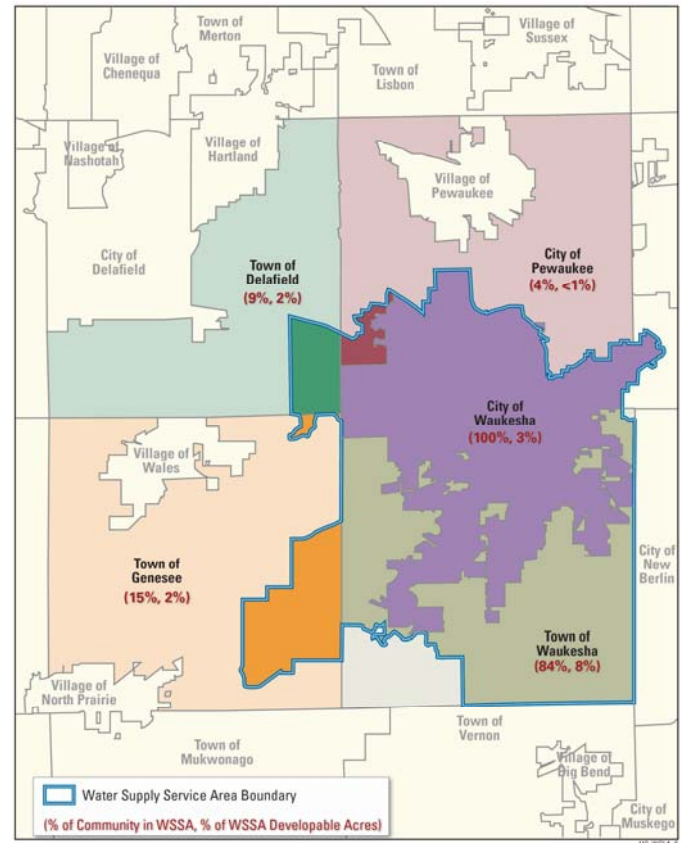 Town of
Merton
Village of
Sussex
Village of
Chenequa
Town of
Lisbon
Village of
Nashotah
Village of
Hartland
Village of
Pewaukee
City of
Delafield
Town of
Delafield
(9%, 2%)
City of
Pewaukee
(4%, <1%)
City of
Waukesha
(100%, 3%)
Village of
Wales
Town of
Genesee
(15%, 2%)
City of
New
Berlin
Town of
Waukesha
(84%, 8%)
Village of
North Prairie
Town of
Vernon
Town of
Mukwonago
Village of
Big Bend
City of
Muskego
Water Supply Service Area Boundary
(% of Community in WSSA, % of WSSA Developable Acres)